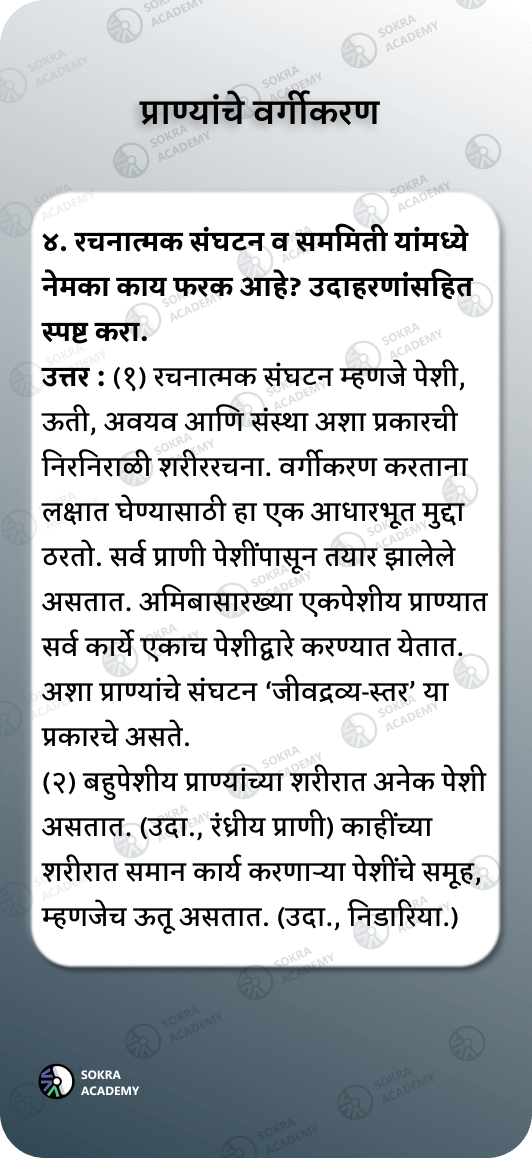 प्राण्यांचे वर्गीकरण
४. रचनात्मक संघटन व सममिती यांमध्ये
नेमका काय फरक आहे? उदाहरणांसहित
स्पष्ट करा.
उत्तर : (१) रचनात्मक संघटन म्हणजे पेशी,
ऊती, अवयव आणि संस्था अशा प्रकारची
निरनिराळी शरीररचना. वर्गीकरण करताना
लक्षात घेण्यासाठी हा एक आधारभूत मुद्दा
ठरतो. सर्व प्राणी पेशींपासून तयार झालेले
असतात. अमिबासारख्या एकपेशीय प्राण्यात
सर्व कार्ये एकाच पेशीद्वारे करण्यात येतात.
अशा प्राण्यांचे संघटन ‘जीवद्रव्य-स्तर’ या
प्रकारचे असते.
(२) बहुपेशीय प्राण्यांच्या शरीरात अनेक पेशी
असतात. (उदा., रंध्रीय प्राणी) काहींच्या
शरीरात समान कार्य करणाऱ्या पेशींचे समूह,
म्हणजेच ऊतू असतात. (उदा., निडारिया.)
SOKRA
ACADEMY